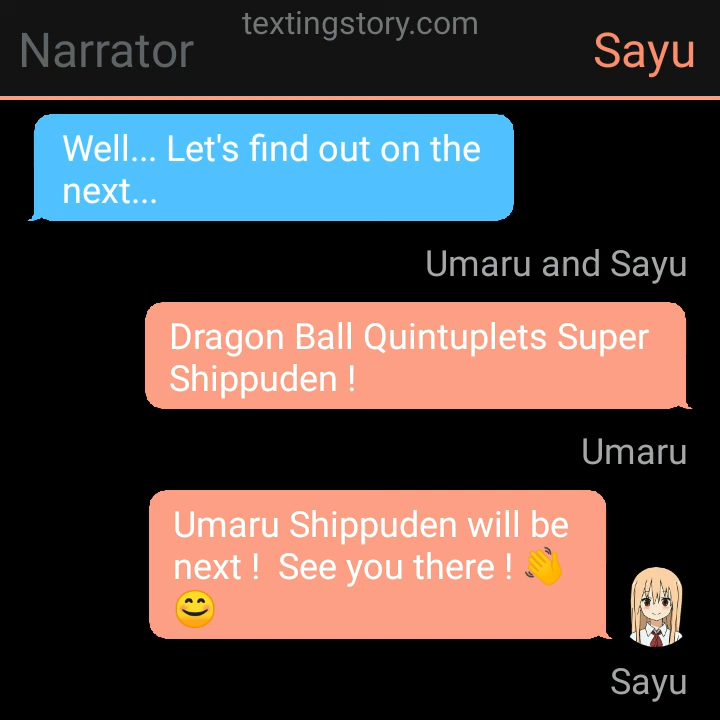 textingstory.com
Narrator
Sayu
Well... Let's find out on the
next...
Umaru and Sayu
Dragon Ball Quintuplets Super
Shippuden !
Umaru
Umaru Shippuden will be
next !  See you there ! 👋
😊
Sayu